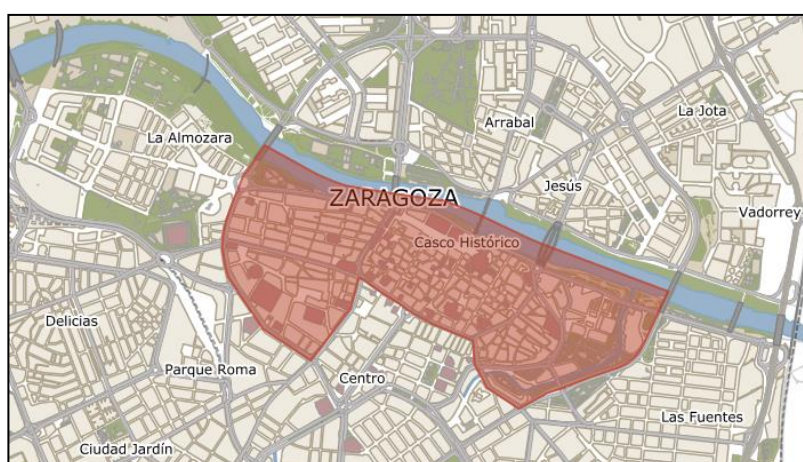 La Almozara
Arrabal
La Jota
ZARAGOZA
Jesús
Vadorrey
Casco Histórico
Delicias
Parque Roma
Centro
Las Fuentes
Ciudad Jardín